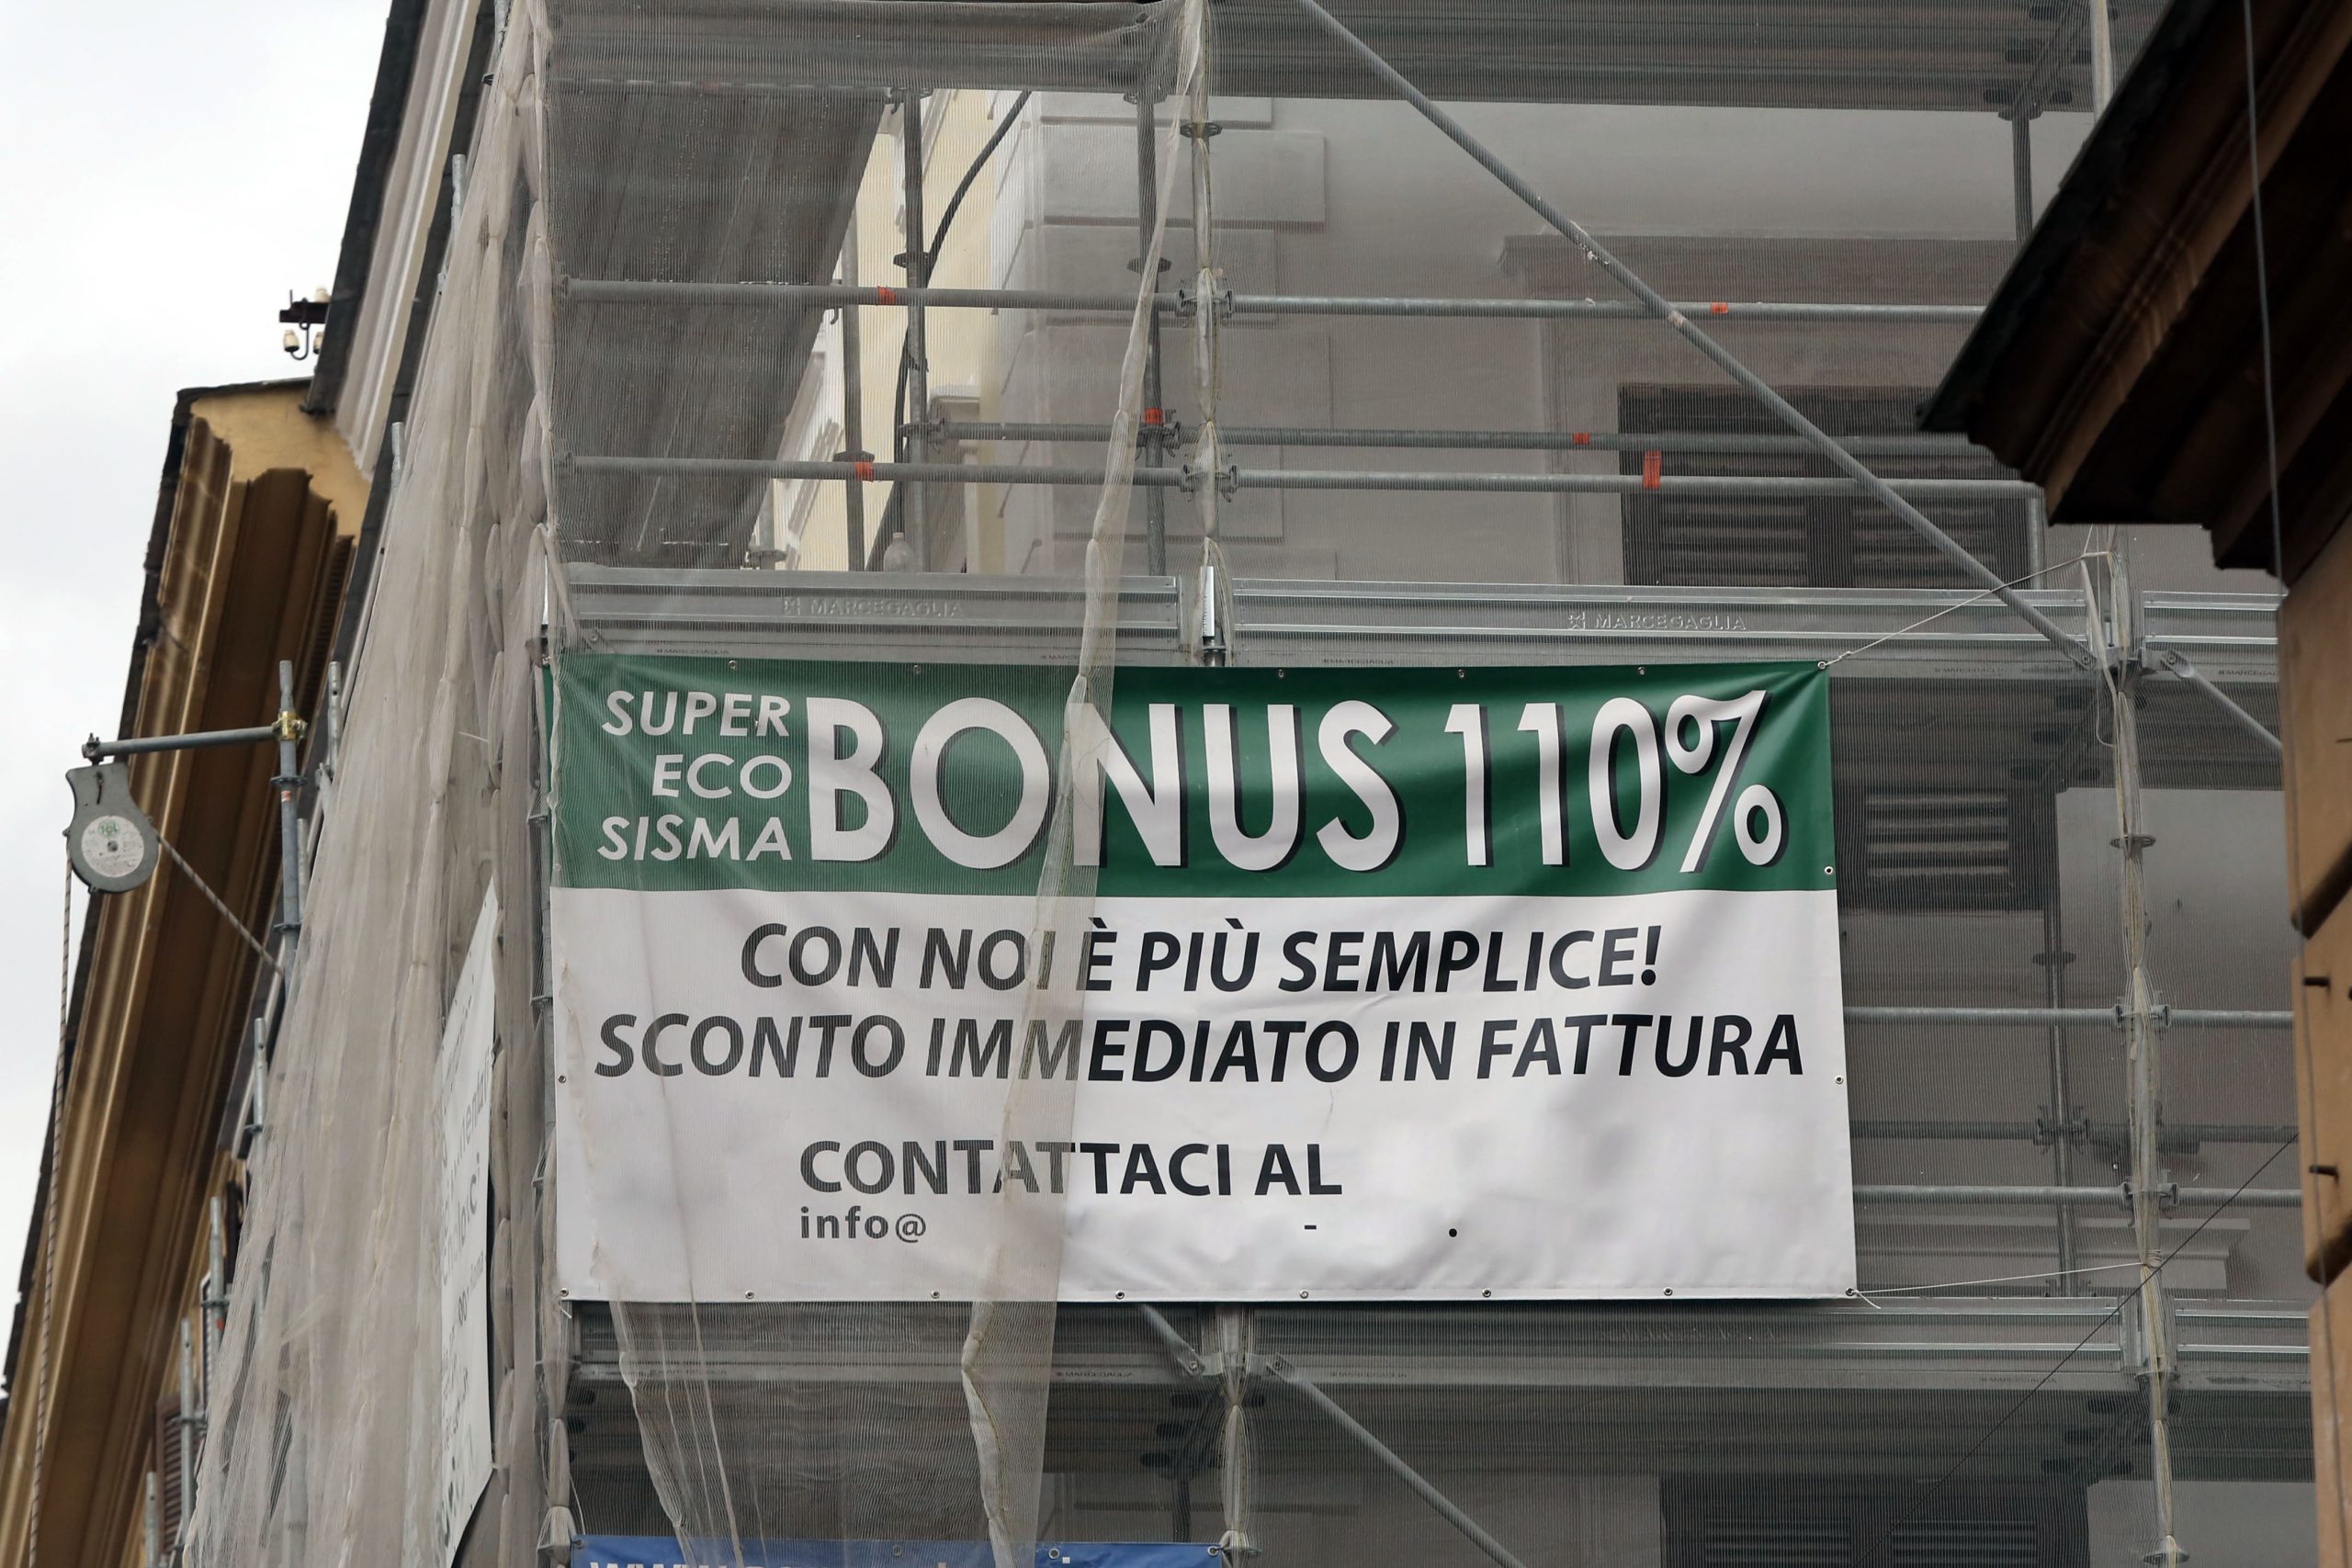 MARCEGAGLIA
MARCEGAGLIA
SUPER
ECO
SISMA
BONUS 110%
CON NOI È PIÙ SEMPLICE!
SCONTO IMMEDIATO IN FATTURA
CONTATTACI AL
info@ - .